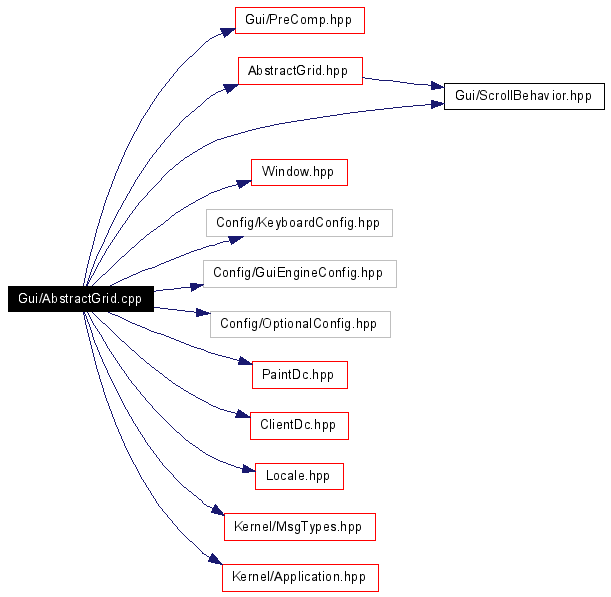 Gui/PreComp.hpp
AbstractGrid.hpp
Gui/ScrollBehavior.hpp
Window.hpp
Config/KeyboardConfig.hpp
Config/GuiEngineConfig.hpp
Gui/AbstractGrid.cpp
Config/OptionalConfig.hpp
PaintDc.hpp
ClientDc.hpp
Locale.hpp
Kernel/MsgTypes.hpp
Kernel/Application.hpp